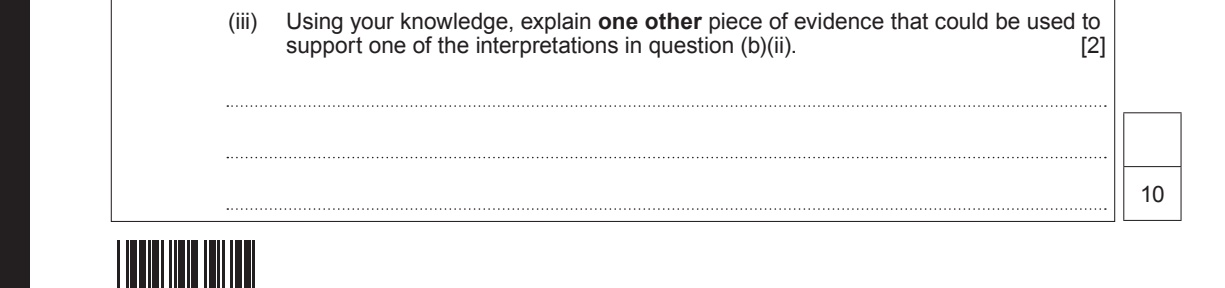 (iii) Using your knowledge, explain one other piece of evidence that could be used to
support one of the interpretations in question (b)(ii). [2]
10